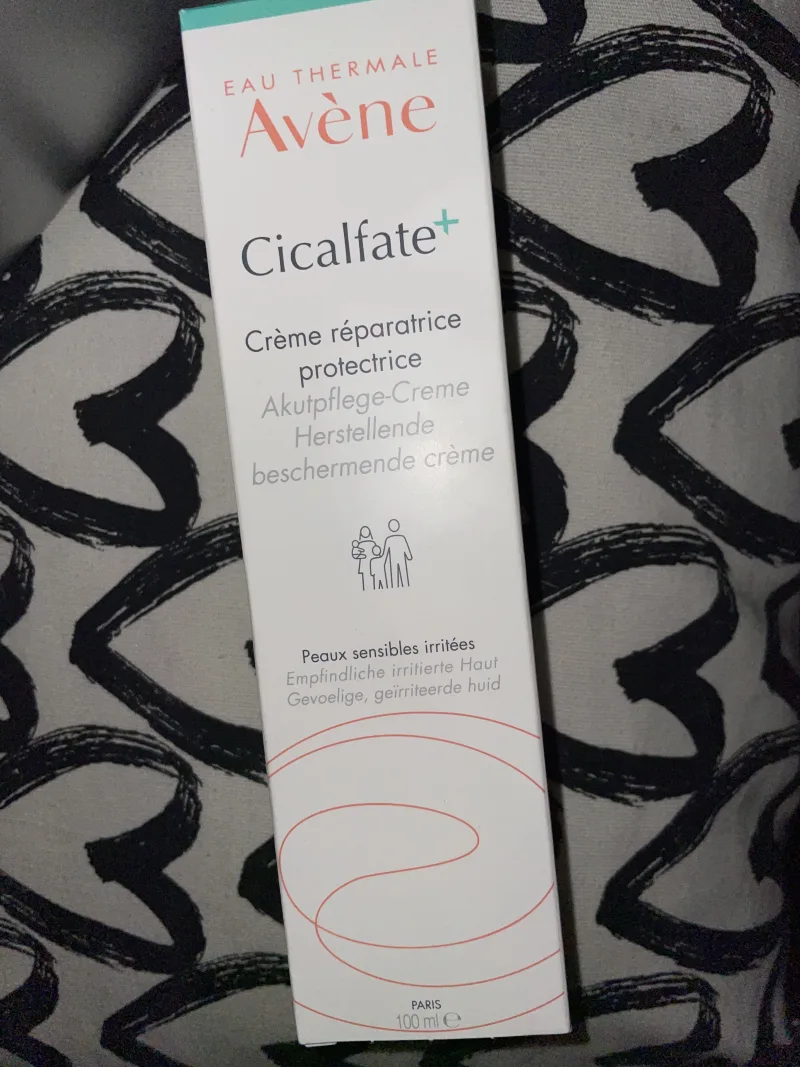 EAU THERMALE
Avène
Cicalfate+
Crème réparatrice
protectrice
Akutpflege-Creme
Herstellende
beschermende crème
Peaux sensibles irritées
Empfindliche irritierte Haut
Gevoelige, geïrriteerde huid
PARIS
100 ml ℮